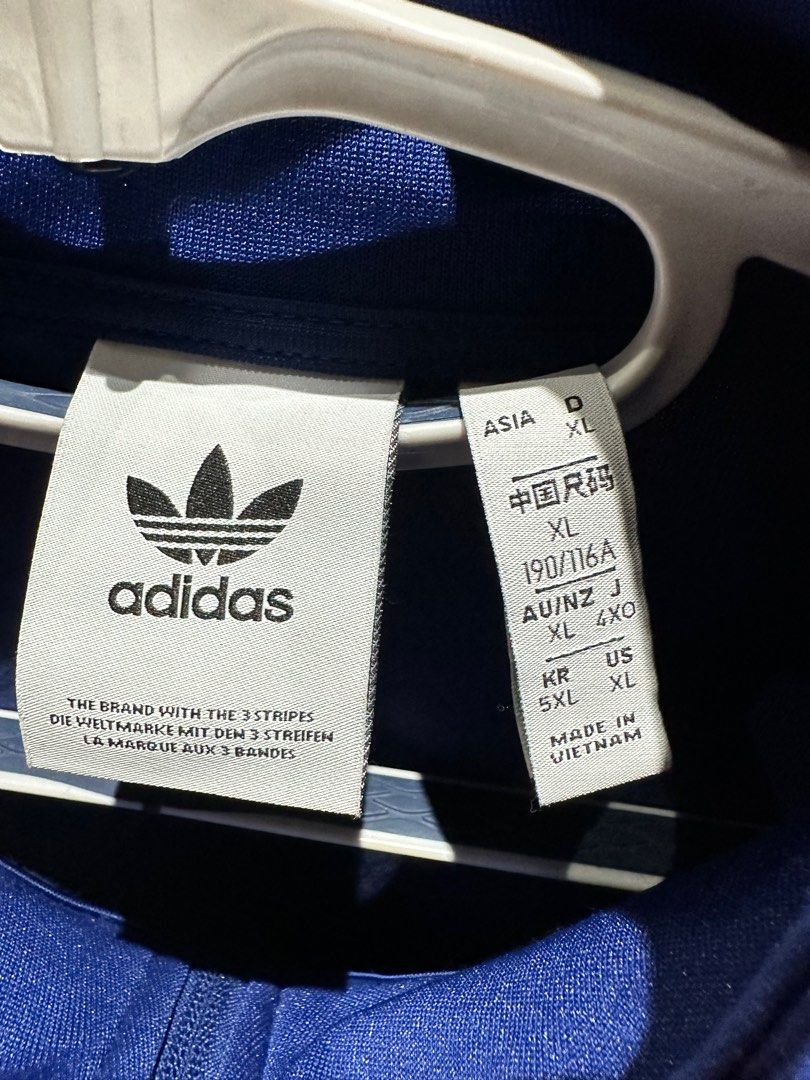 adidas
THE BRAND WITH THE 3 STRIPES
DIE WELTMARKE MIT DEN 3 STREIFEN
LA MARQUE AUX 3 BANDES
ASIA D
XL
中国尺码
XL
190/116A
AU/NZ J
XL 4XO
KR US
5XL XL
MADE IN
VIETNAM